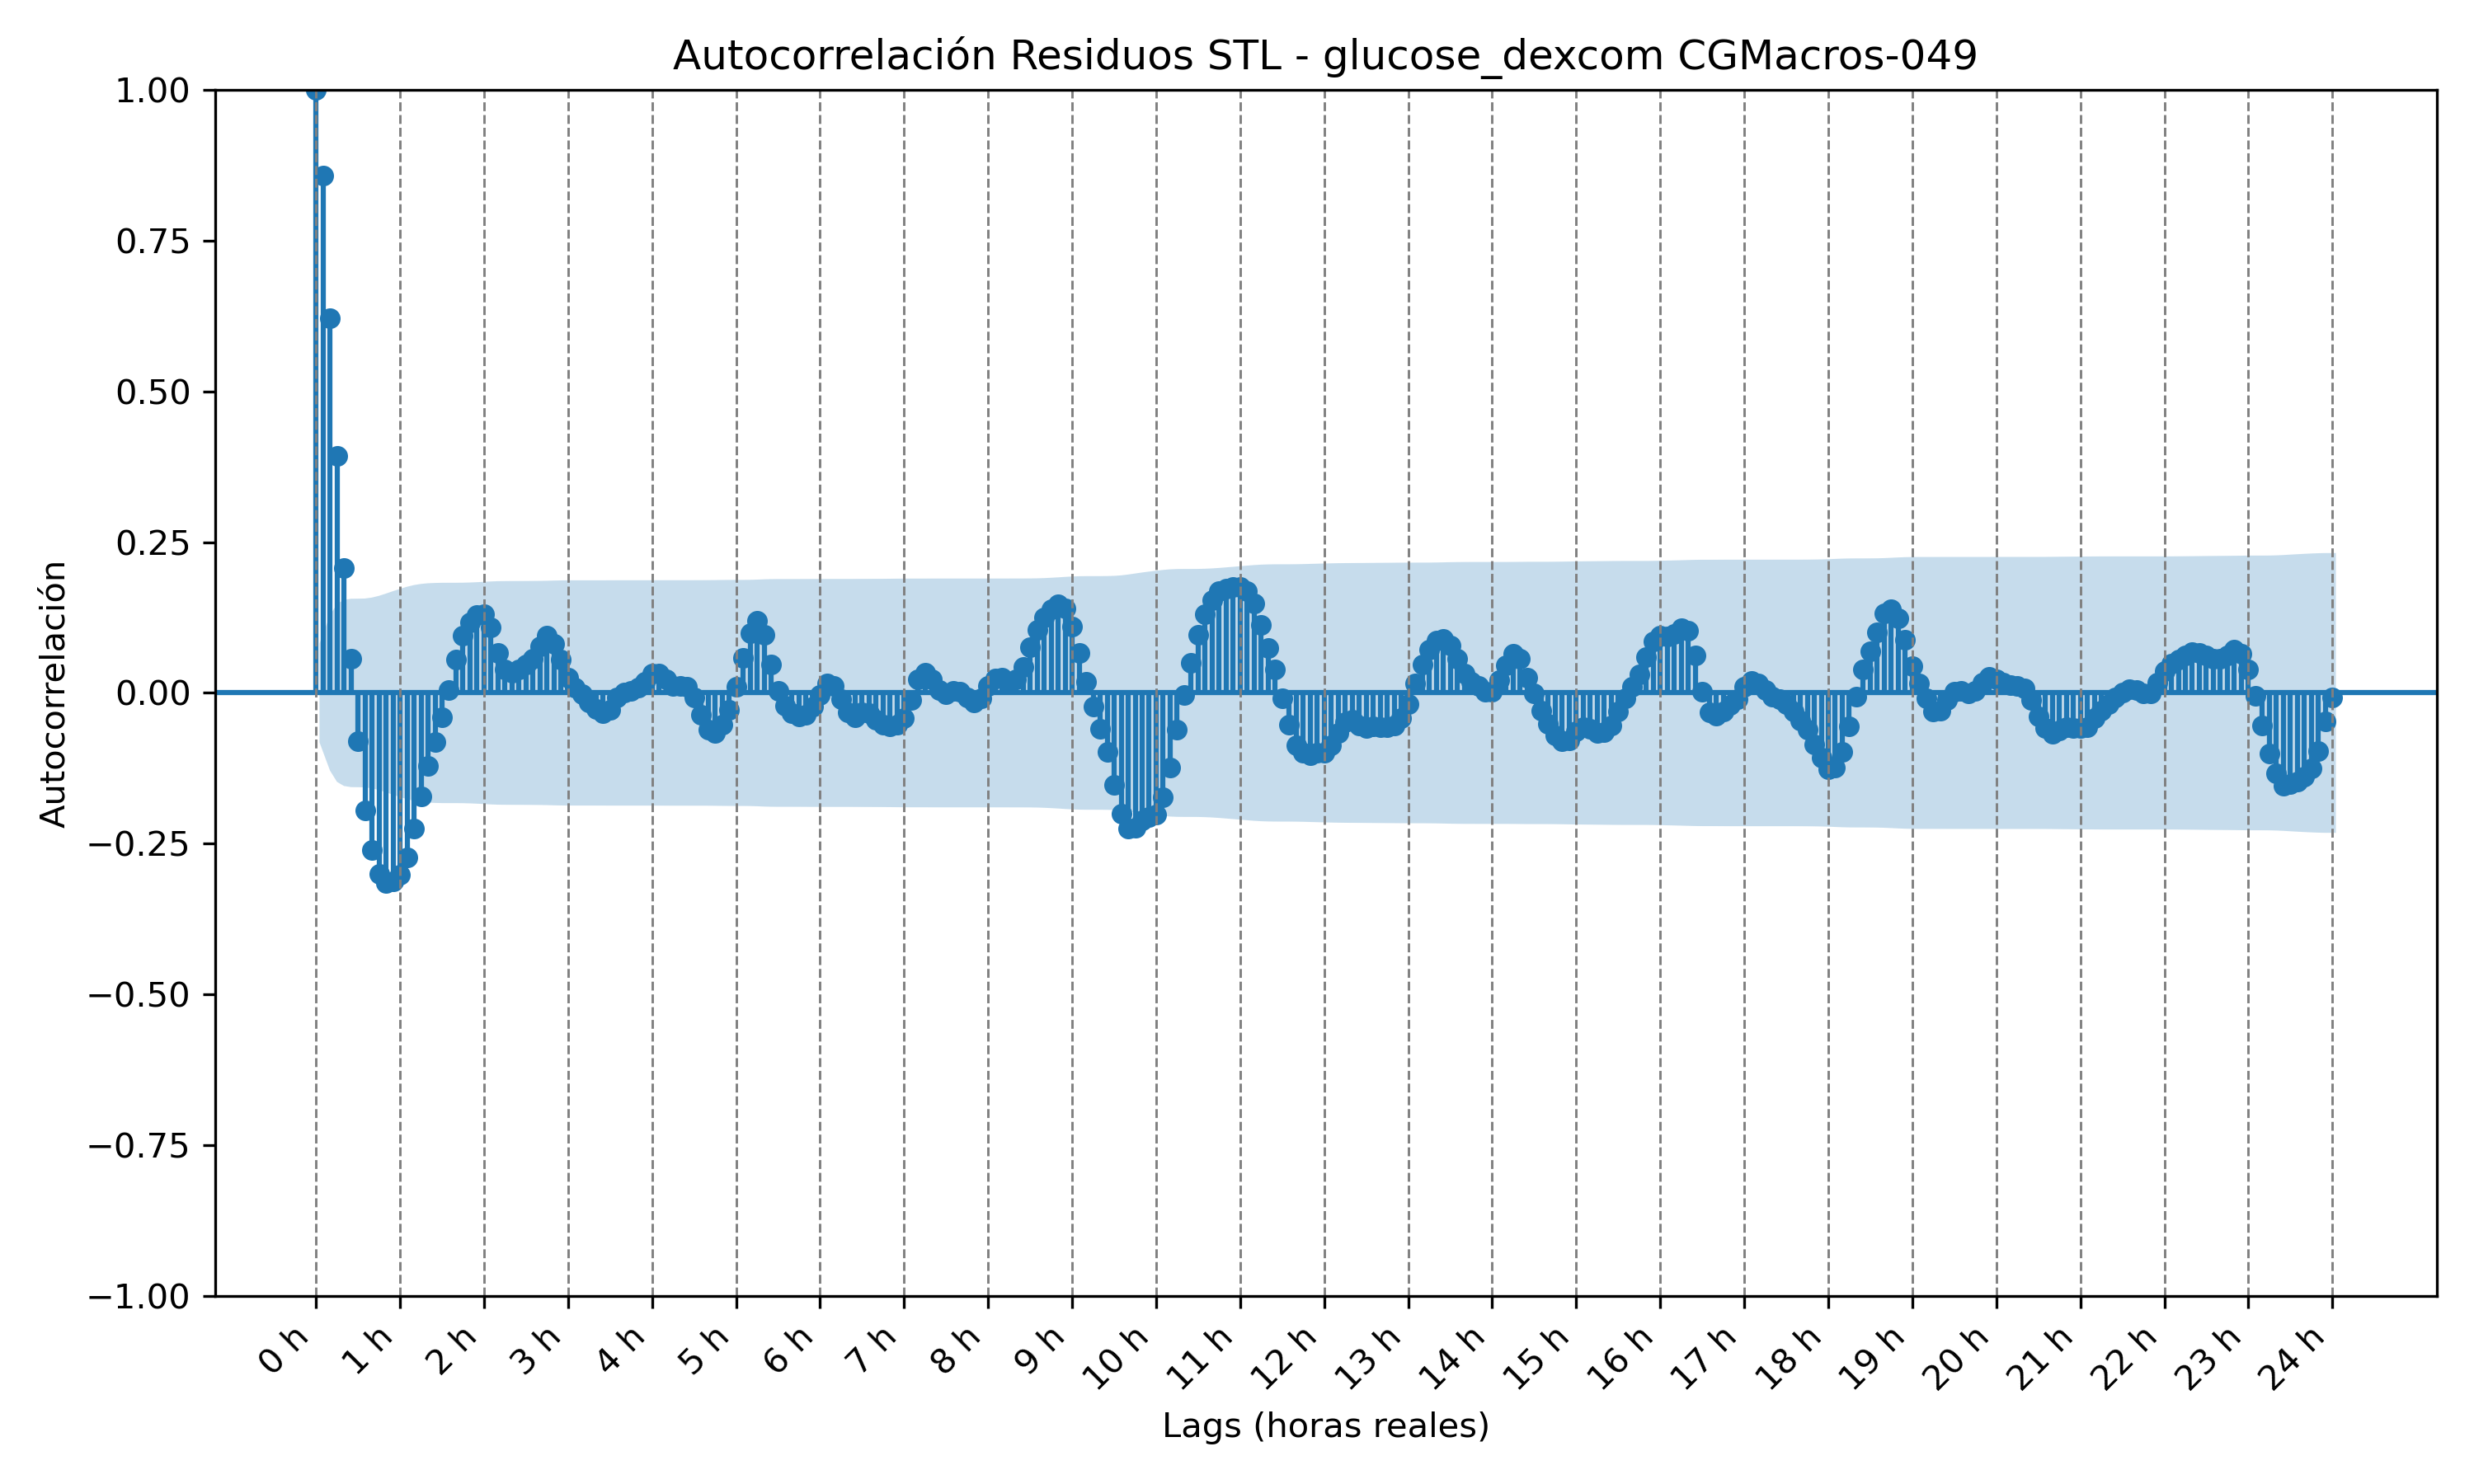 Autocorrelación Residuos STL - glucose_dexcom CGMacros-049
1.00
0.75
0.50
0.25
0.00
−0.25
−0.50
−0.75
−1.00
Autocorrelación
0 h
1 h
2 h
3 h
4 h
5 h
6 h
7 h
8 h
9 h
10 h
11 h
12 h
13 h
14 h
15 h
16 h
17 h
18 h
19 h
20 h
21 h
22 h
23 h
24 h
Lags (horas reales)